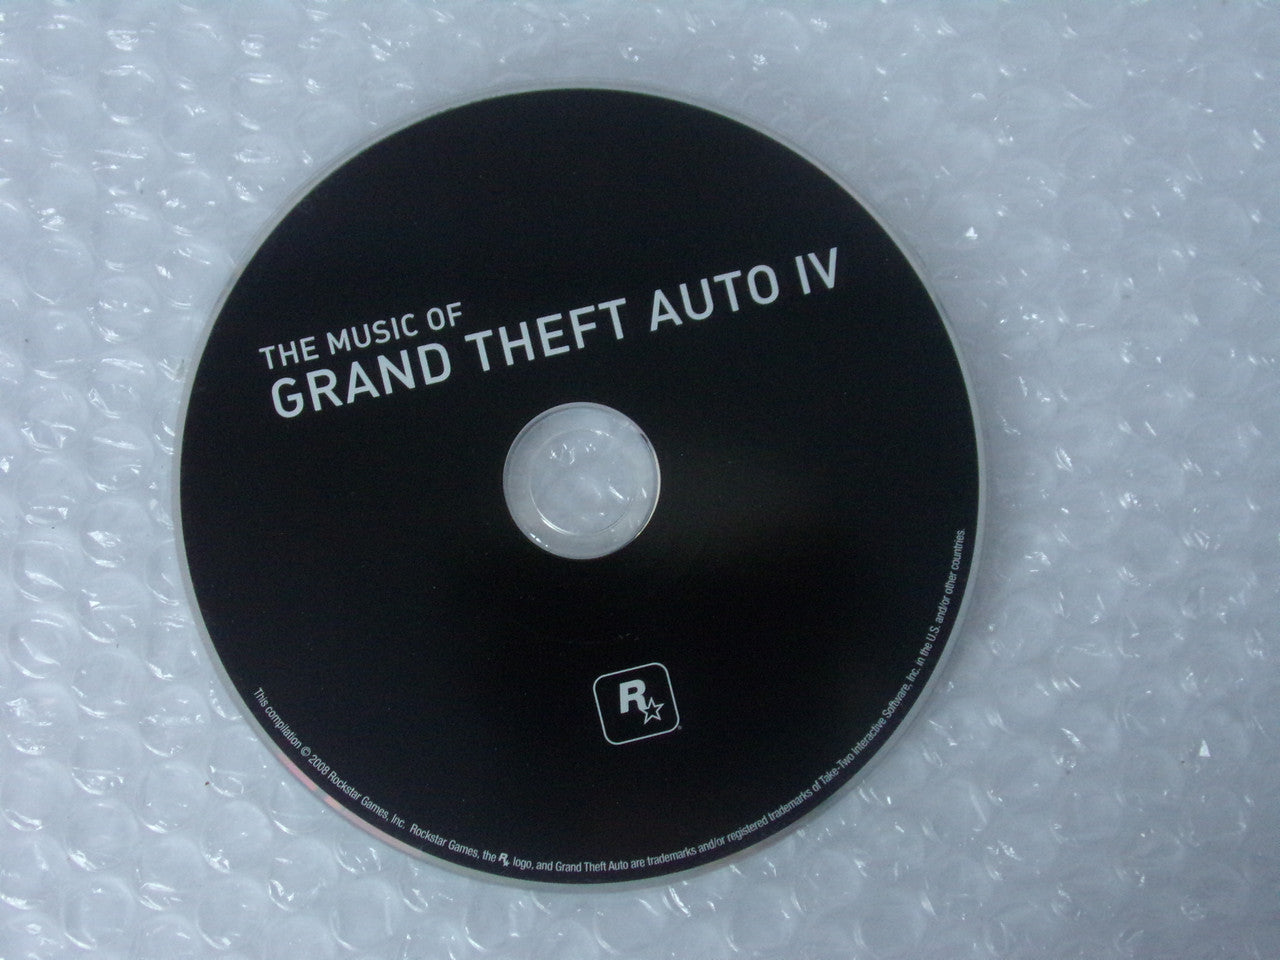 THE MUSIC OF
GRAND THEFT AUTO IV
R
This compilation © 2008 Rockstar Games, Inc. Rockstar Games, the R logo, and Grand Theft Auto are trademarks and/or registered trademarks of Take-Two Interactive Software, Inc. in the U.S. and/or other countries.